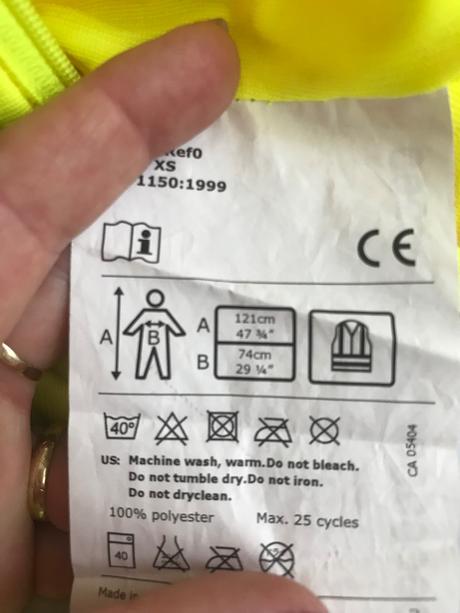 XS
1150:1999
i
CE
A
B
A 121cm
47 ¾"
B 74cm
29 ¼"
40°
CA 05404
US: Machine wash, warm.Do not bleach.
Do not tumble dry.Do not iron.
Do not dryclean.
100% polyester Max. 25 cycles
40
Made in